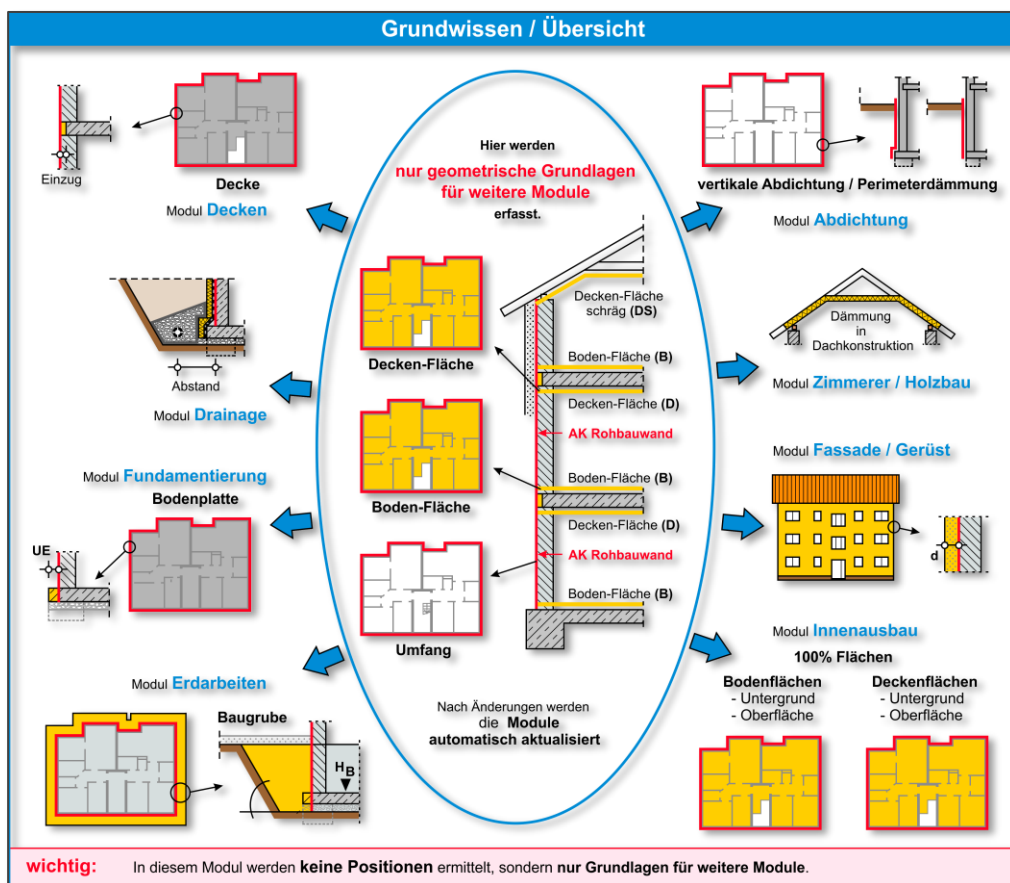 Grundwissen / Übersicht
Einzug
Decke
Modul Decken
Hier werden
nur geometrische Grundlagen
für weitere Module
erfasst.
vertikale Abdichtung / Perimeterdämmung
Modul Abdichtung
Abstand
Modul Drainage
Decken-Fläche
Decken-Fläche
schräg (DS)
Boden-Fläche (B)
Decken-Fläche (D)
AK Rohbauwand
Dämmung
in
Dachkonstruktion
Modul Zimmerer / Holzbau
Modul Fundamentierung
Bodenplatte
UE
Boden-Fläche
Boden-Fläche (B)
Decken-Fläche (D)
AK Rohbauwand
Boden-Fläche (B)
Umfang
Modul Fassade / Gerüst
d
Modul Erdarbeiten
Baugrube
HB
Nach Änderungen werden
die Module
automatisch aktualisiert
Modul Innenausbau
100% Flächen
Bodenflächen
- Untergrund
- Oberfläche
Deckenflächen
- Untergrund
- Oberfläche
wichtig: In diesem Modul werden keine Positionen ermittelt, sondern nur Grundlagen für weitere Module.